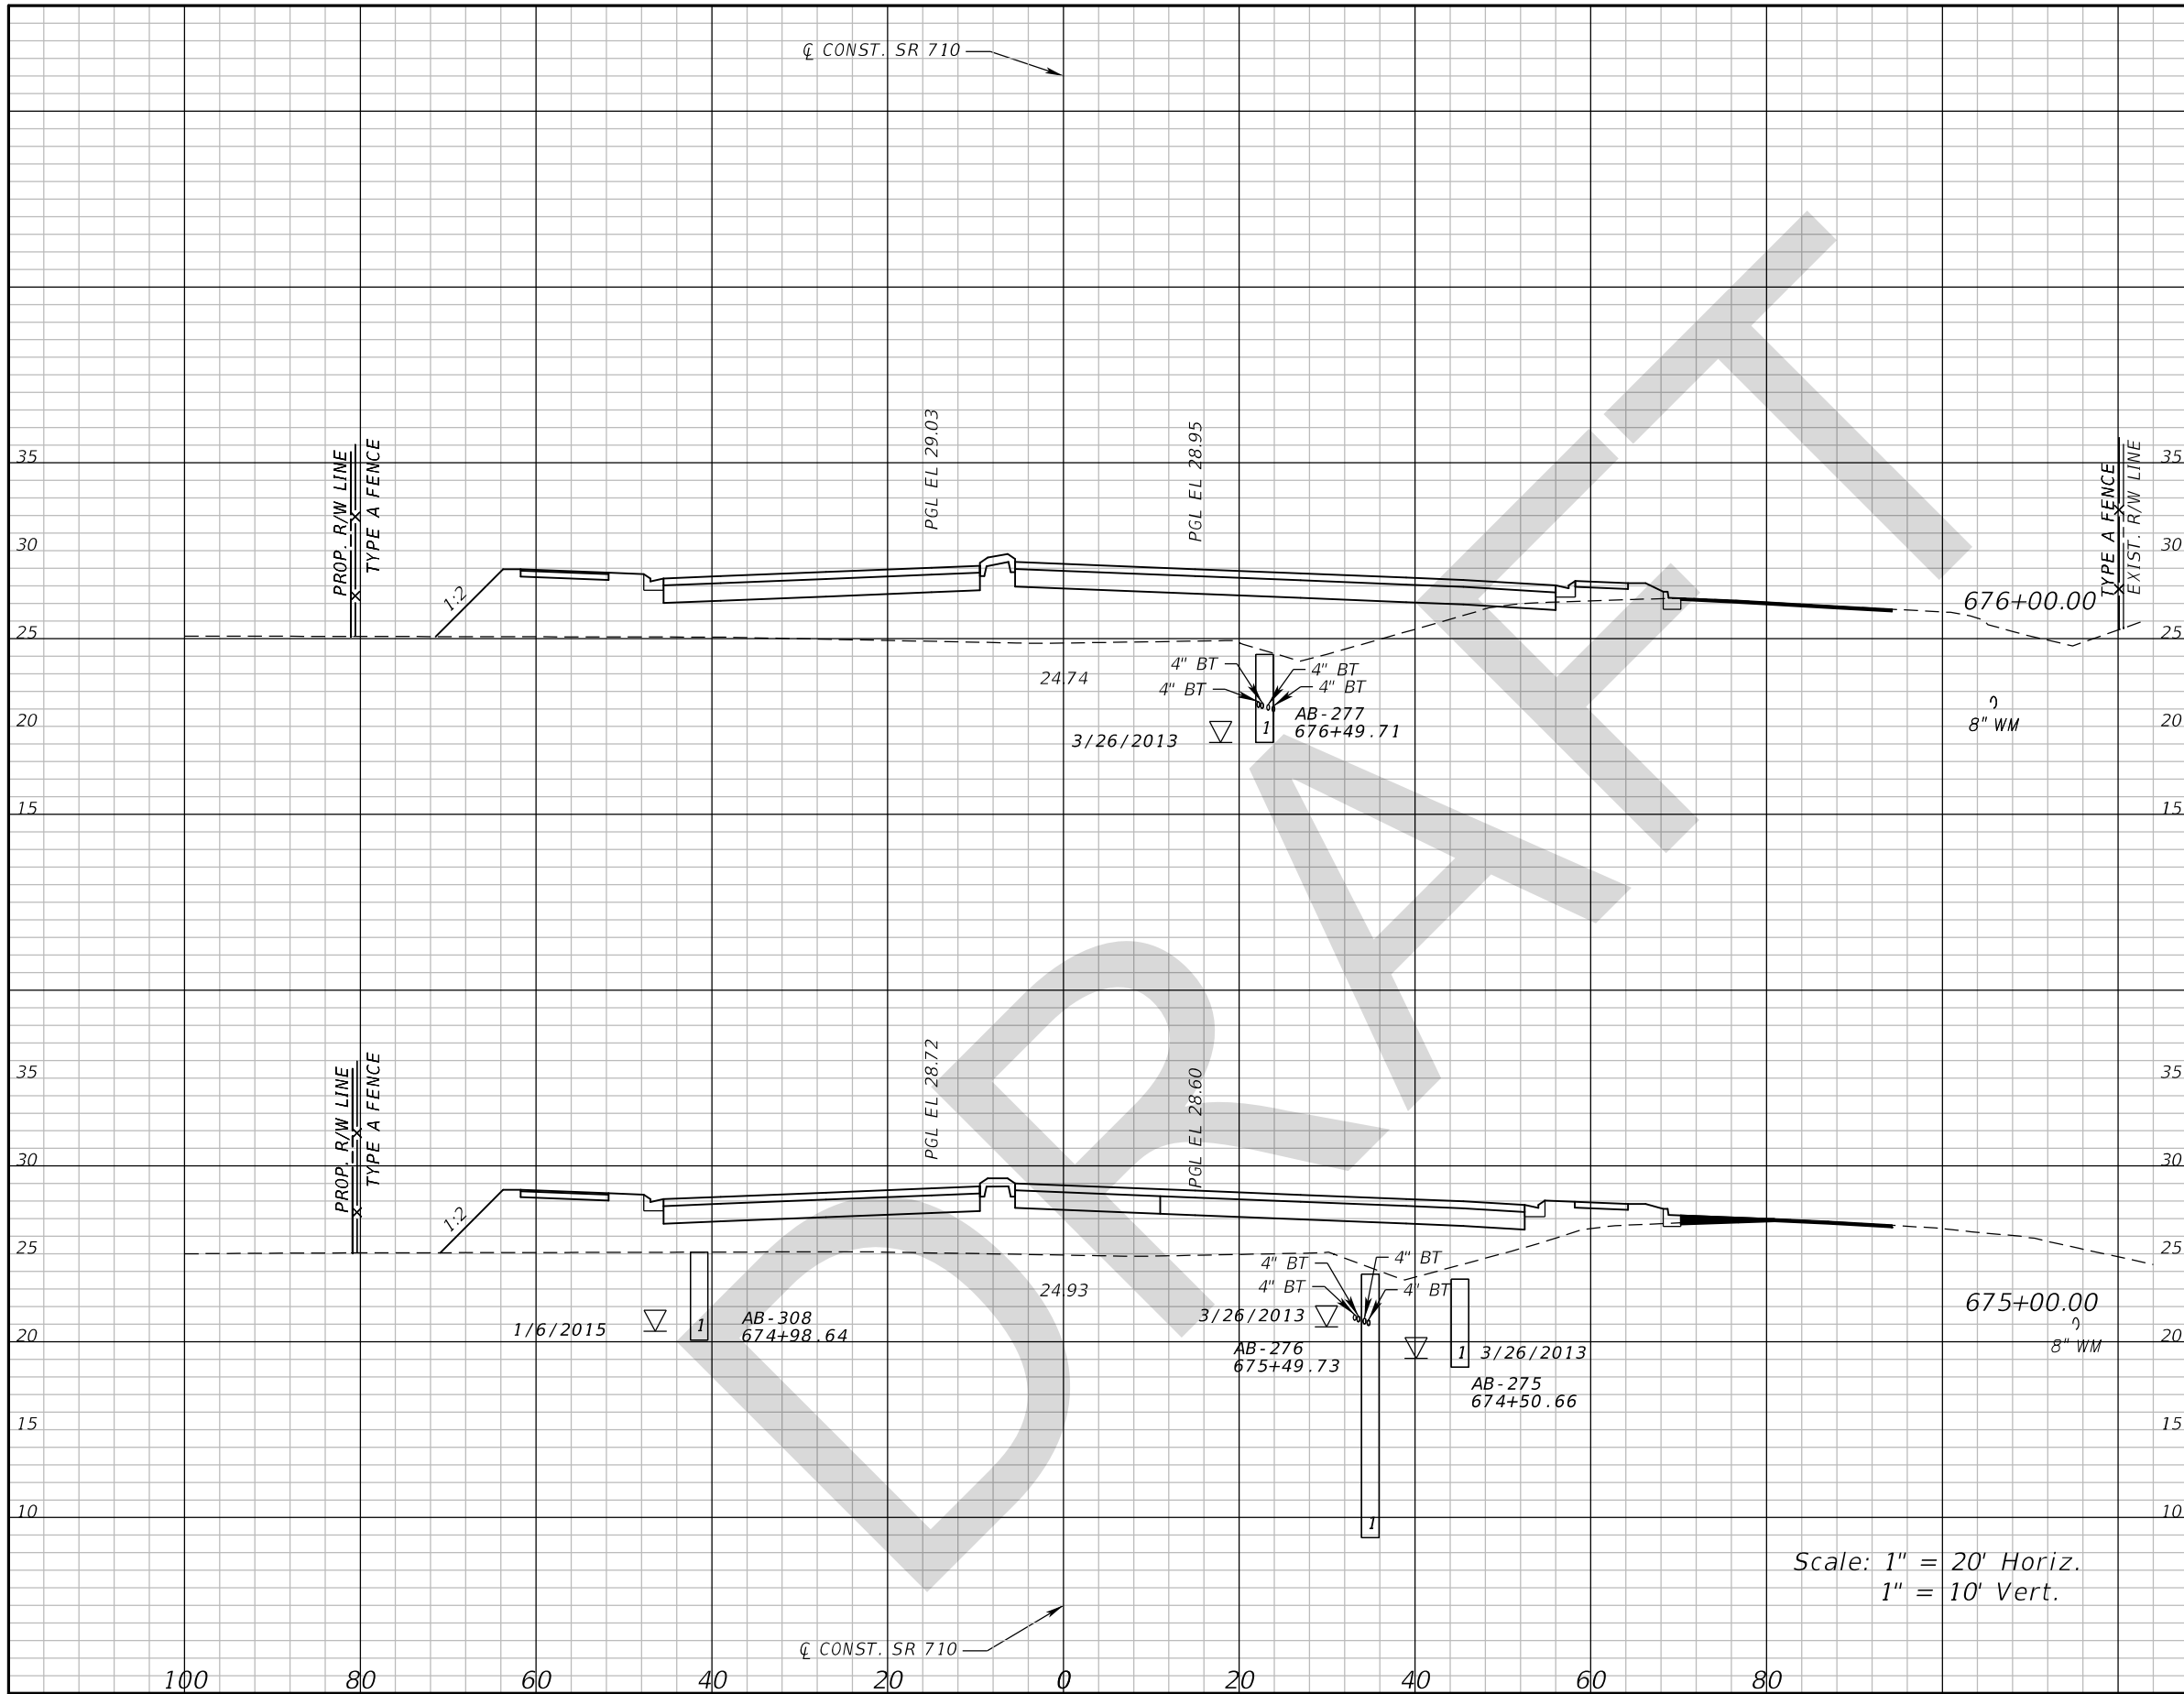 ℄ CONST. SR 710
PGL EL 29.03
PGL EL 28.95
PROP. R/W LINE
TYPE A FENCE
TYPE A FENCE
EXIST. R/W LINE
35
35
30
30
1:2
676+00.00
25
25
4" BT
4" BT
24.74
4" BT
4" BT
AB-277
676+49.71
1
3/26/2013
8" WM
20
20
15
15
DRAFT
PGL EL 28.72
PGL EL 28.60
PROP. R/W LINE
TYPE A FENCE
35
35
30
30
1:2
25
25
4" BT
4" BT
4" BT
4" BT
24.93
675+00.00
8" WM
3/26/2013
AB-308
674+98.64
1
1/6/2015
20
20
AB-276
675+49.73
1
3/26/2013
AB-275
674+50.66
15
15
1
10
10
Scale: 1" = 20' Horiz.
1" = 10' Vert.
℄ CONST. SR 710
100 80 60 40 20 0 20 40 60 80